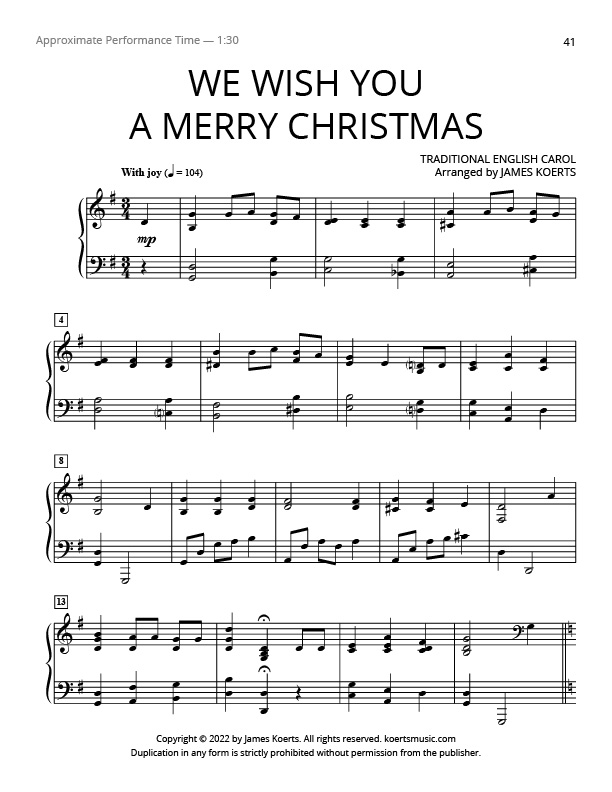 Approximate Performance Time — 1:30
41
WE WISH YOU
A MERRY CHRISTMAS
TRADITIONAL ENGLISH CAROL
With joy (♩ = 104)
Arranged by JAMES KOERTS
3
4
mp
3
4
4
8
13
Copyright © 2022 by James Koerts. All rights reserved. koertsmusic.com
Duplication in any form is strictly prohibited without permission from the publisher.